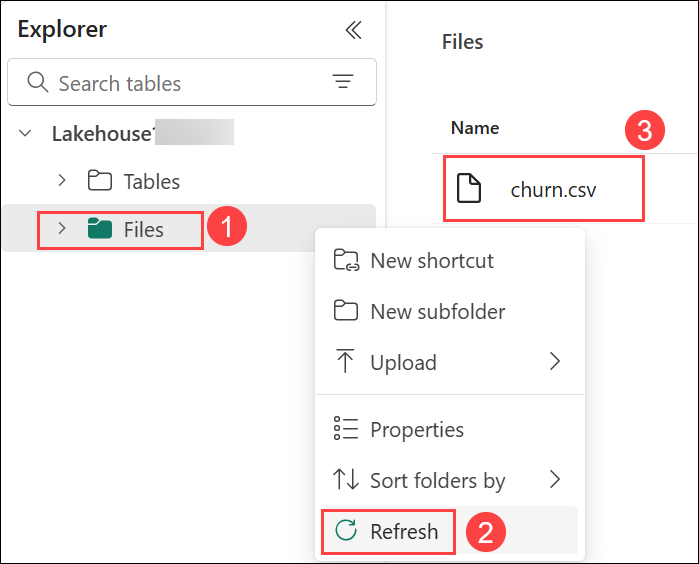 Explorer
Search tables
Lakehouse
Tables
Files
1
New shortcut
New subfolder
Upload
Properties
Sort folders by
Refresh
2
Files
Name
3
churn.csv